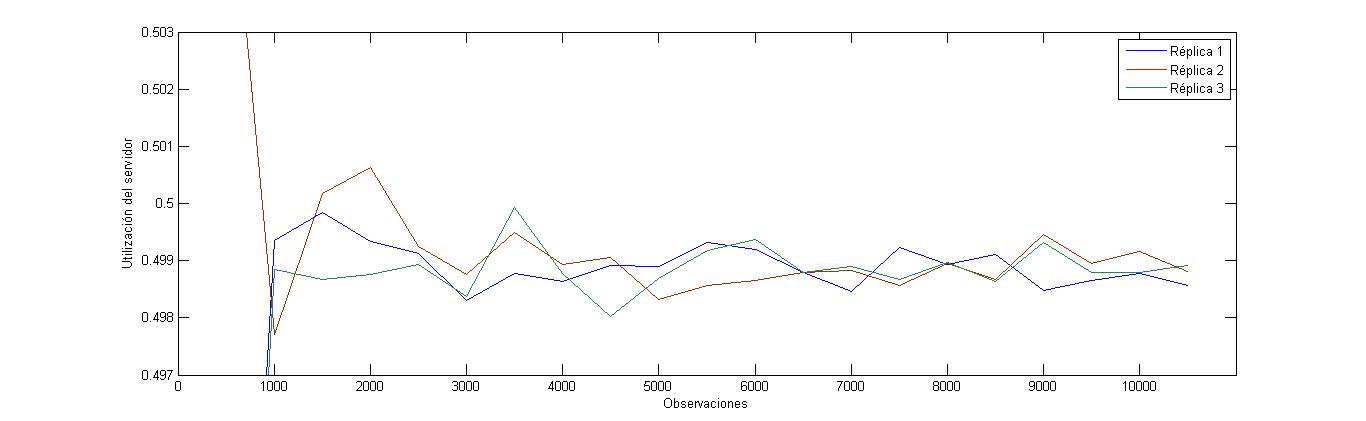 0.503
0.502
0.501
0.5
0.499
0.498
0.497
Utilización del servidor
0 1000 2000 3000 4000 5000 6000 7000 8000 9000 10000
Observaciones
Réplica 1
Réplica 2
Réplica 3